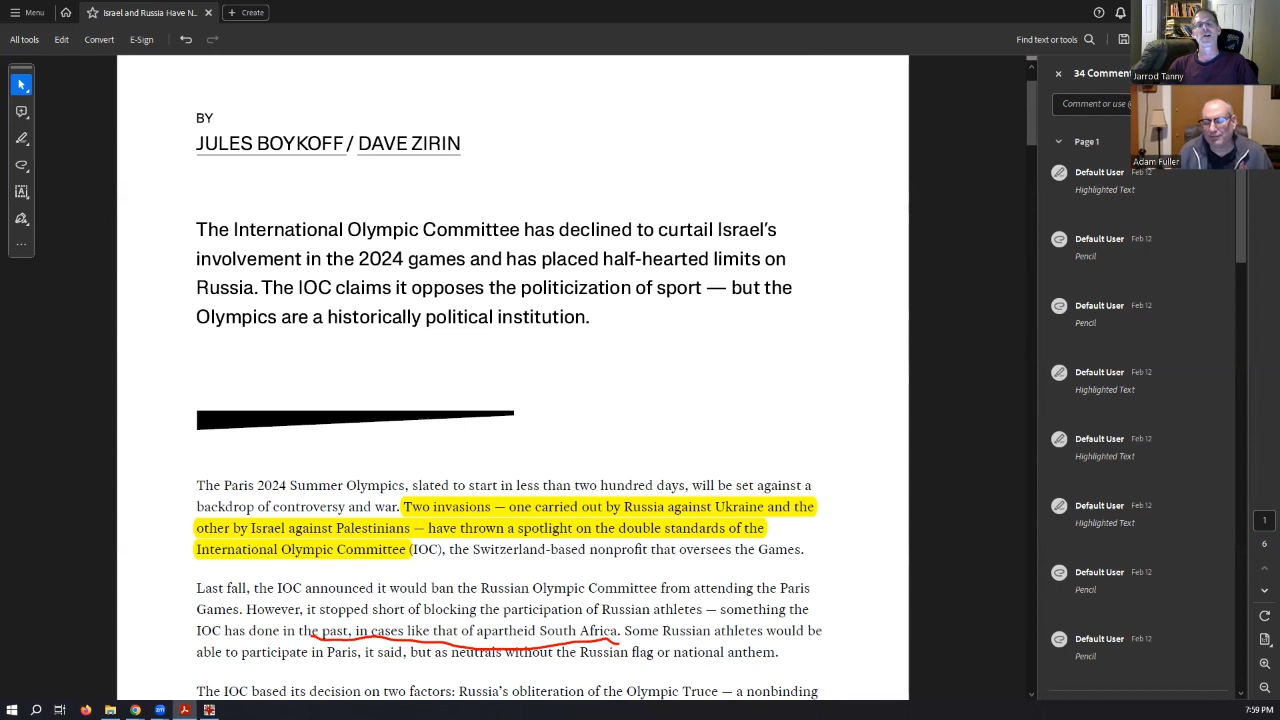 Menu
Israel and Russia Have N...
Create
All tools
Edit
Convert
E-Sign
Find text or tools
BY
JULES BOYKOFF / DAVE ZIRIN
The International Olympic Committee has declined to curtail Israel's
involvement in the 2024 games and has placed half-hearted limits on
Russia. The IOC claims it opposes the politicization of sport — but the
Olympics are a historically political institution.
The Paris 2024 Summer Olympics, slated to start in less than two hundred days, will be set against a
backdrop of controversy and war. Two invasions — one carried out by Russia against Ukraine and the
other by Israel against Palestinians — have thrown a spotlight on the double standards of the
International Olympic Committee (IOC), the Switzerland-based nonprofit that oversees the Games.
Last fall, the IOC announced it would ban the Russian Olympic Committee from attending the Paris
Games. However, it stopped short of blocking the participation of Russian athletes — something the
IOC has done in the past, in cases like that of apartheid South Africa. Some Russian athletes would be
able to participate in Paris, it said, but as neutrals without the Russian flag or national anthem.
The IOC based its decision on two factors: Russia's obliteration of the Olympic Truce — a nonbinding
34 Comment
Comment or use @
Page 1
Default User Feb 12
Highlighted Text
Default User Feb 12
Pencil
Default User Feb 12
Pencil
Default User Feb 12
Highlighted Text
Default User Feb 12
Highlighted Text
Default User Feb 12
Highlighted Text
Default User Feb 12
Pencil
Default User Feb 12
Pencil
Jarrod Tanny
Adam Fuller
1
6
7:59 PM